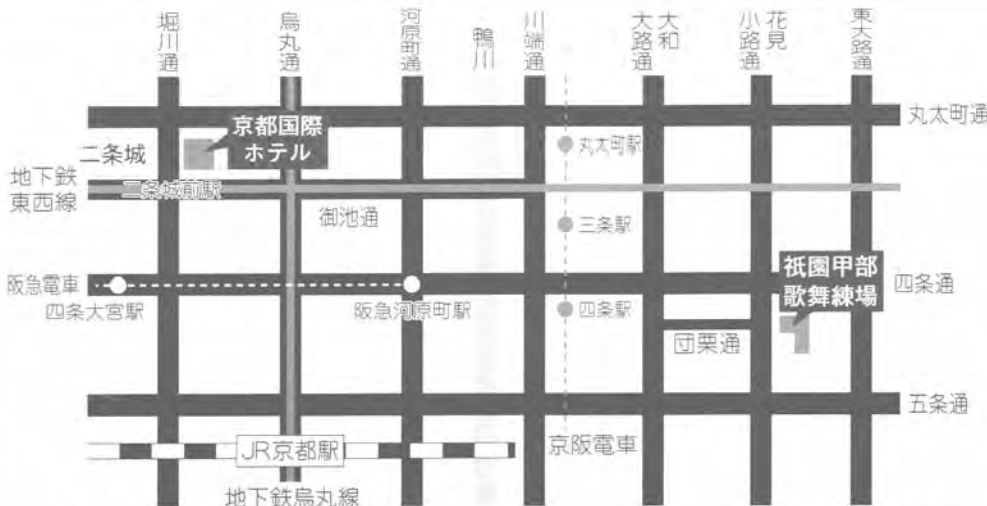 堀川通
烏丸通
河原町通
鴨川
川端通
大和
大路通
花見
小路通
東大路通
丸太町通
京都国際
ホテル
丸太町駅
二条城
地下鉄
東西線
二条城前駅
御池通
三条駅
祇園甲部
歌舞練場
阪急電車
四条通
四条大宮駅
阪急河原町駅
四条駅
団栗通
五条通
JR京都駅
京阪電車
地下鉄烏丸線